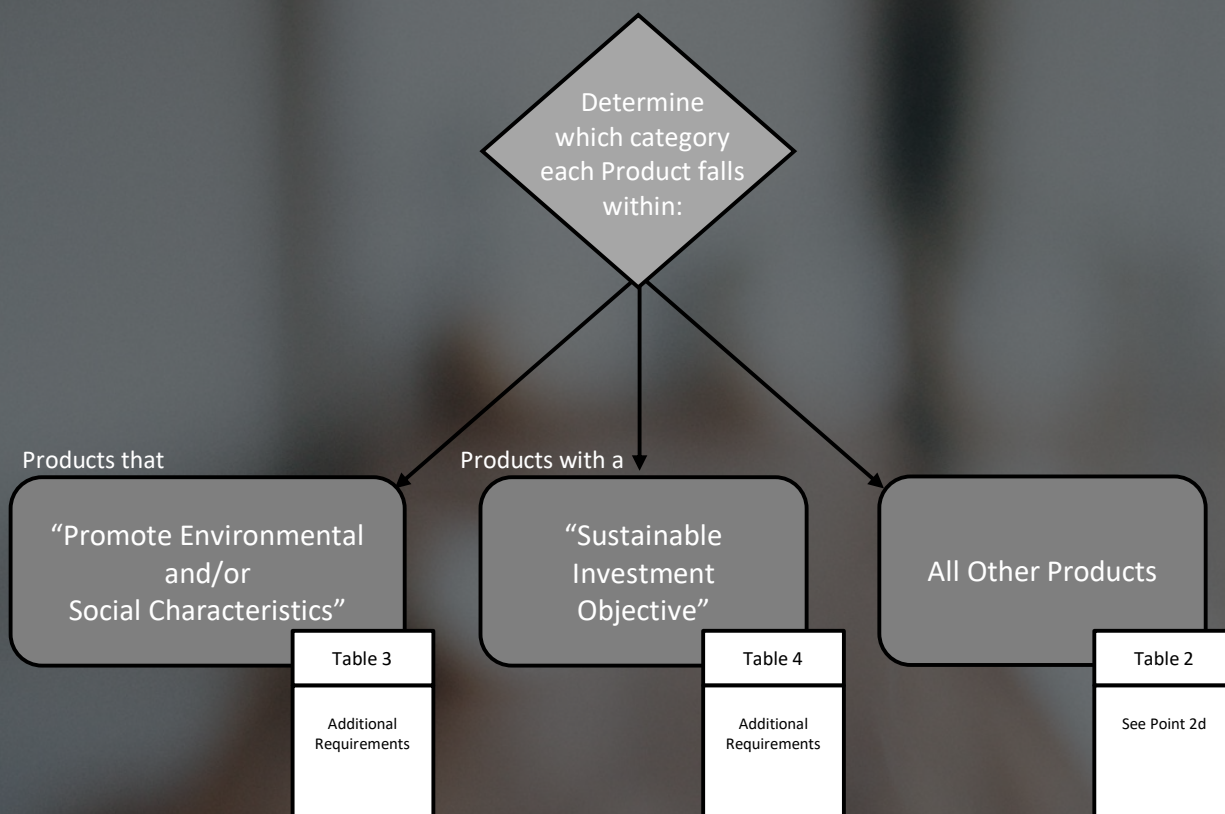 Determine
which category
each Product falls
within:
Products that
“Promote Environmental
and/or
Social Characteristics”
Table 3
Additional
Requirements
Products with a
“Sustainable
Investment
Objective”
Table 4
Additional
Requirements
All Other Products
Table 2
See Point 2d